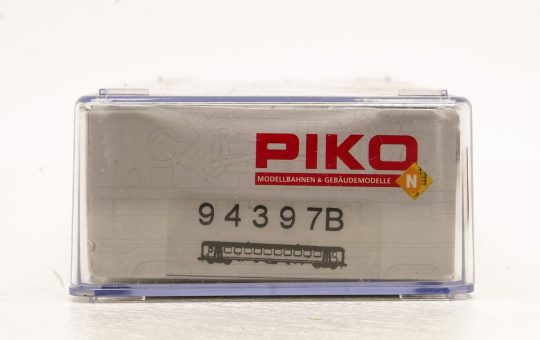 PIKO
MODELLBAHNEN & GEBÄUDEMODELLE
N
94397B